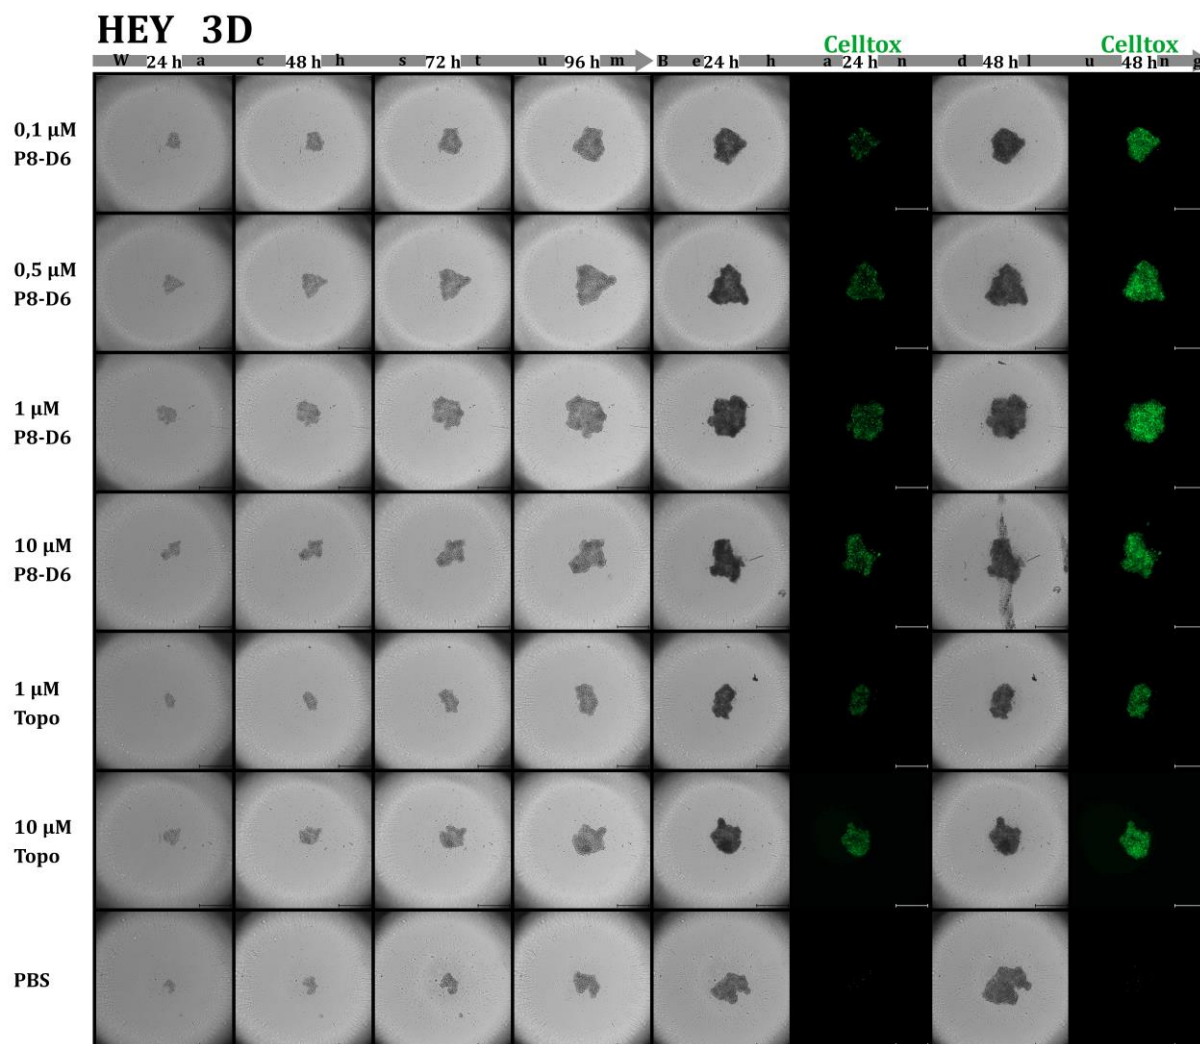 HEY 3D
Celltox Celltox
W 24 h a c 48 h h s 72 h t u 96 h m B e 24 h h a 24 h n d 48 h l u 48 h n g
0,1 µM
P8-D6
0,5 µM
P8-D6
1 µM
P8-D6
10 µM
P8-D6
1 µM
Topo
10 µM
Topo
PBS